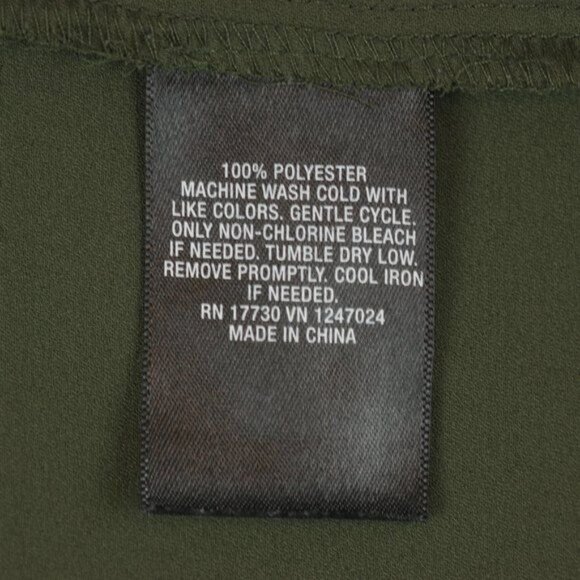 100% POLYESTER
MACHINE WASH COLD WITH
LIKE COLORS. GENTLE CYCLE.
ONLY NON-CHLORINE BLEACH
IF NEEDED. TUMBLE DRY LOW.
REMOVE PROMPTLY. COOL IRON
IF NEEDED.
RN 17730 VN 1247024
MADE IN CHINA